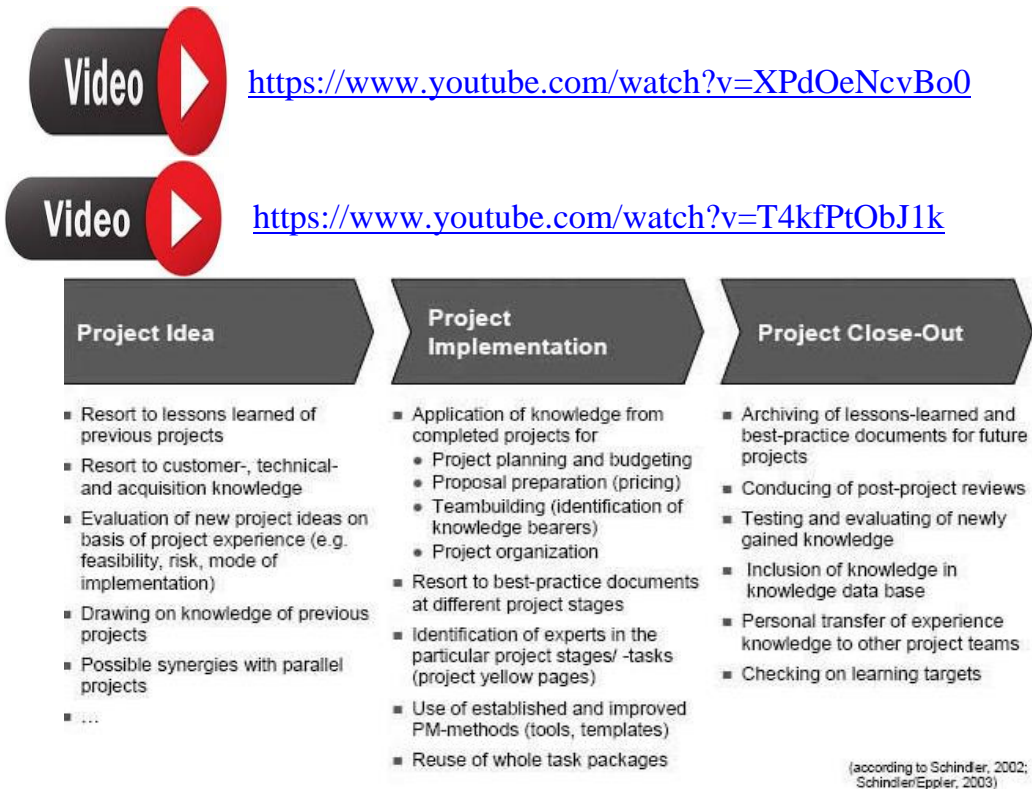 Video
https://www.youtube.com/watch?v=XPdOeNcvBo0
Video
https://www.youtube.com/watch?v=T4kfPtObJ1k
Project Idea
■ Resort to lessons learned of
previous projects
■ Resort to customer-, technical-
and acquisition knowledge
■ Evaluation of new project ideas on
basis of project experience (e.g.
feasibility, risk, mode of
implementation)
■ Drawing on knowledge of previous
projects
■ Possible synergies with parallel
projects
■ ...
Project
Implementation
■ Application of knowledge from
completed projects for
● Project planning and budgeting
● Proposal preparation (pricing)
● Teambuilding (identification of
knowledge bearers)
● Project organization
■ Resort to best-practice documents
at different project stages
■ Identification of experts in the
particular project stages/ -tasks
(project yellow pages)
■ Use of established and improved
PM-methods (tools, templates)
■ Reuse of whole task packages
Project Close-Out
■ Archiving of lessons-learned and
best-practice documents for future
projects
■ Conducing of post-project reviews
■ Testing and evaluating of newly
gained knowledge
■ Inclusion of knowledge in
knowledge data base
■ Personal transfer of experience
knowledge to other project teams
■ Checking on learning targets
(according to Schindler, 2002;
Schindler/Eppler, 2003)